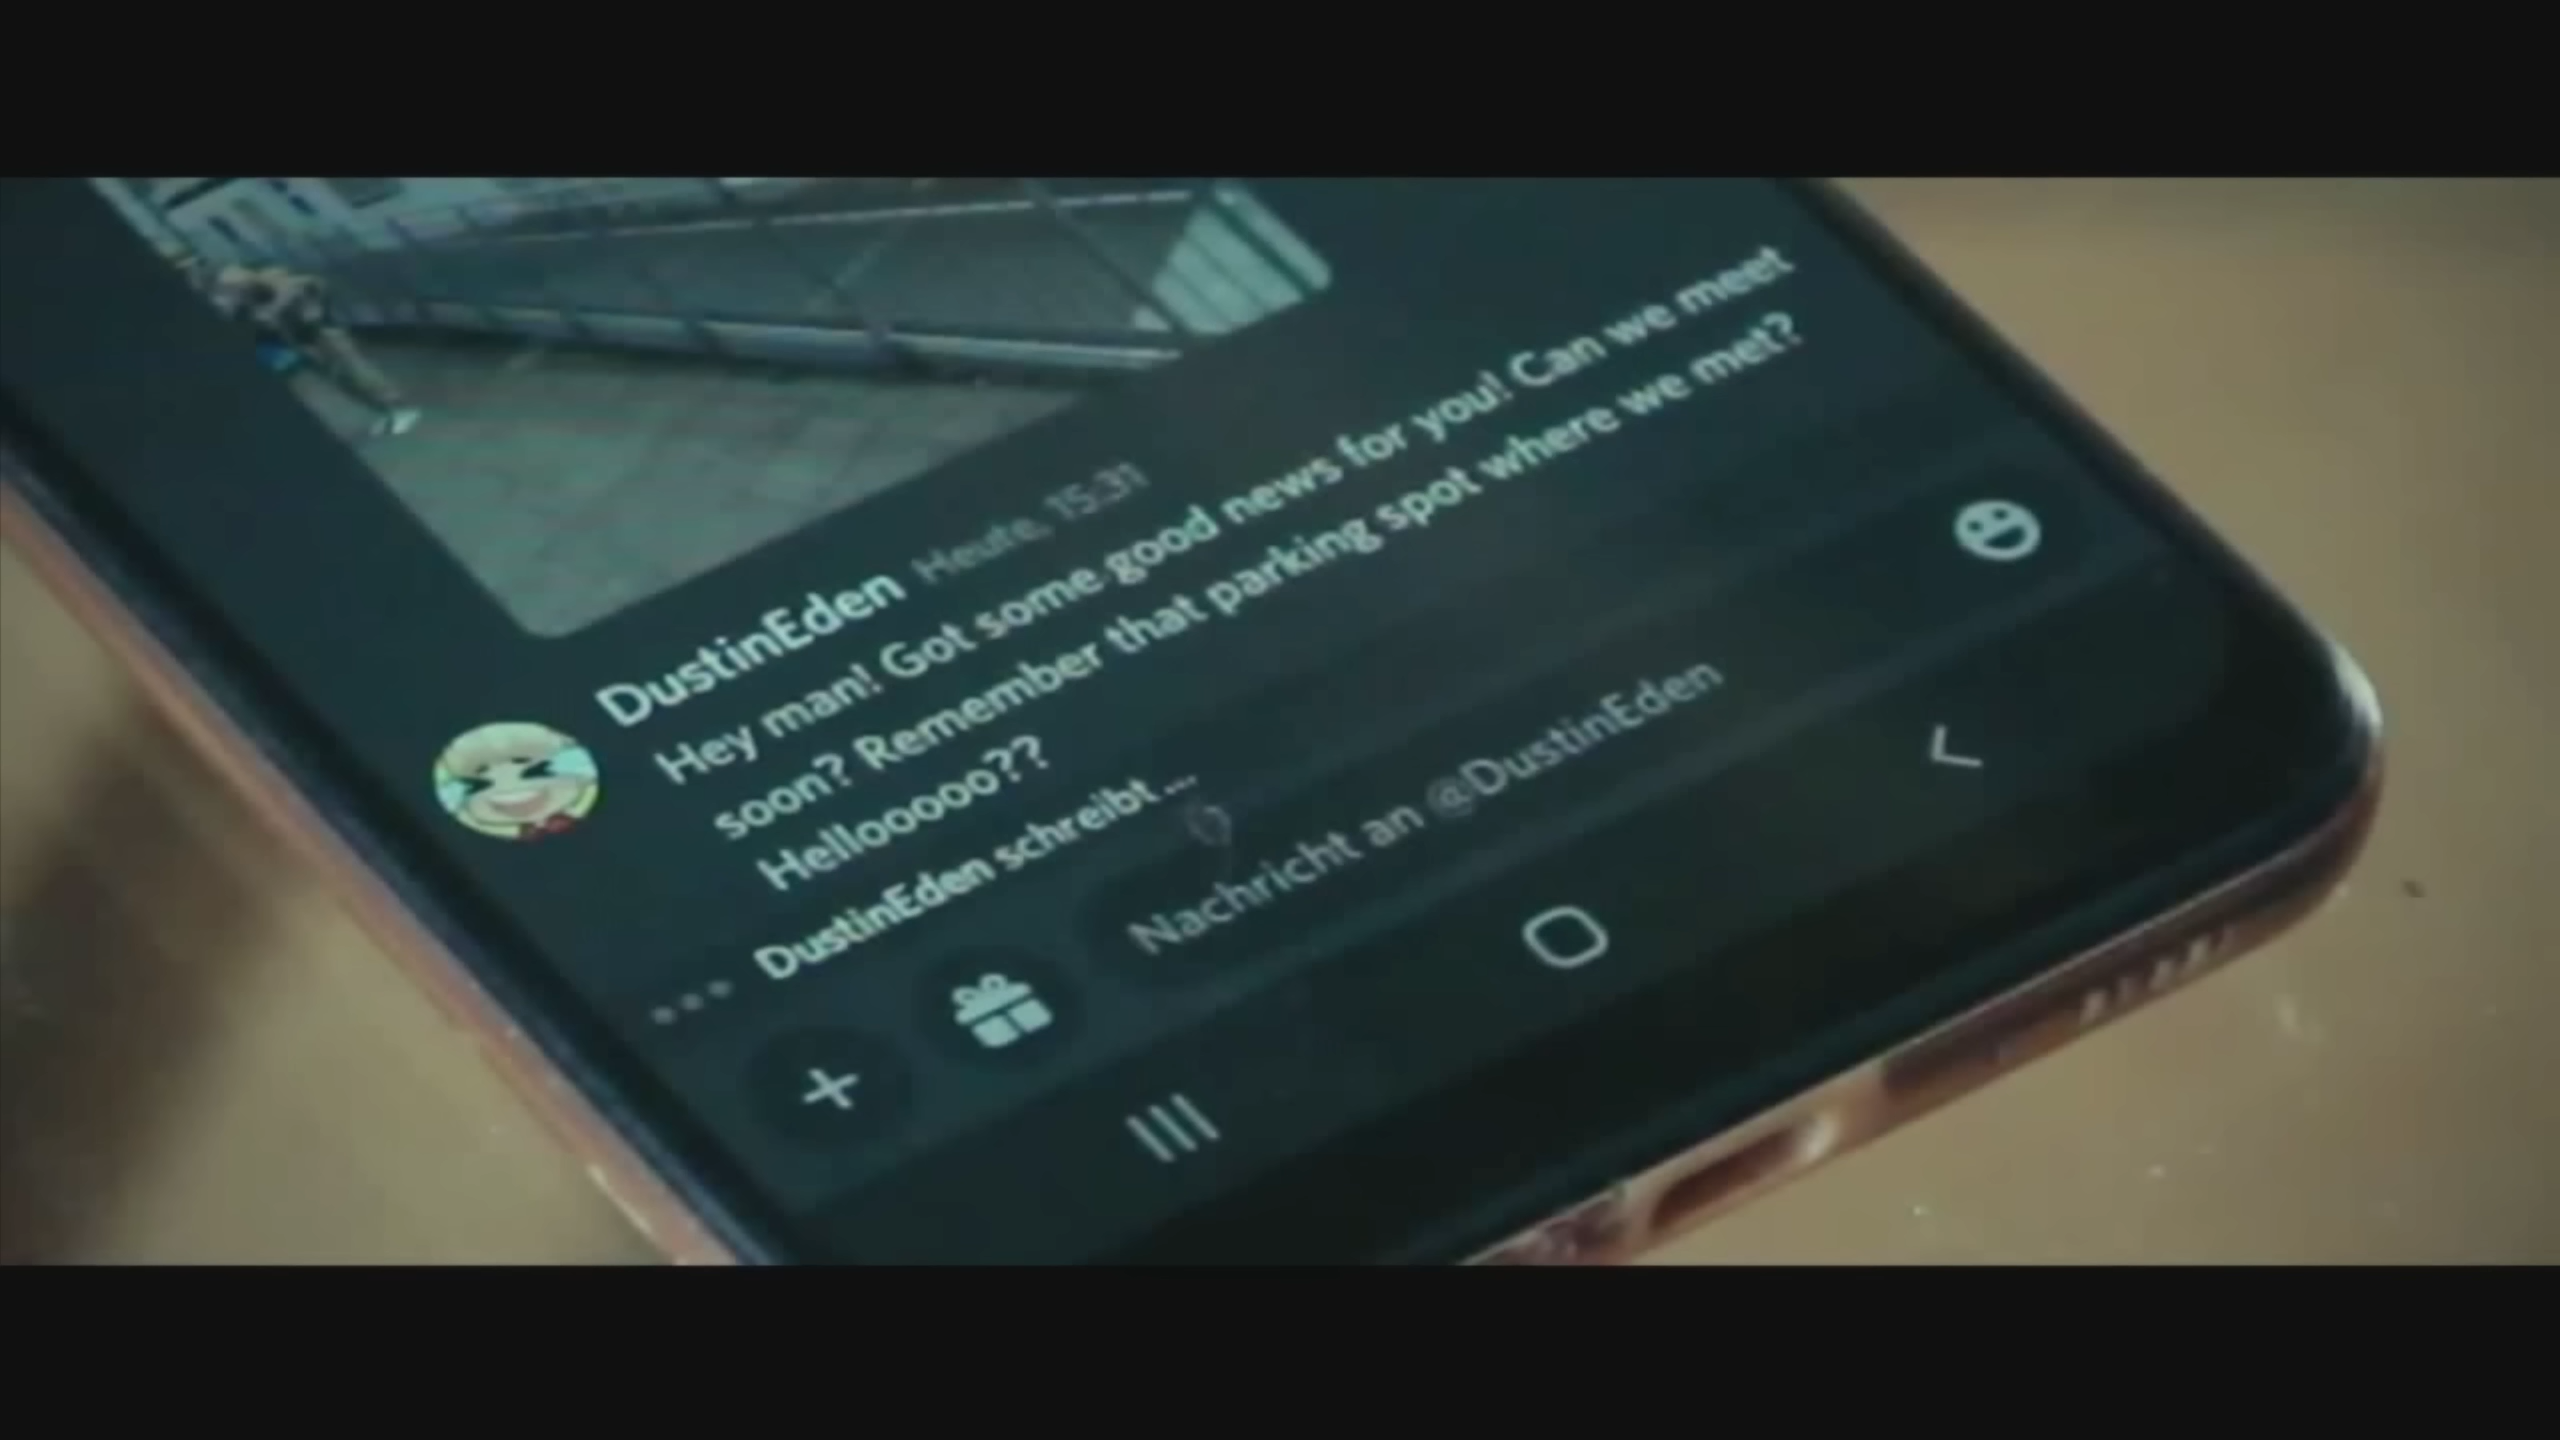 DustinEden Heute, 15:31
Hey man! Got some good news for you! Can we meet
soon? Remember that parking spot where we met?
Hellooooo??
DustinEden schreibt ...
Nachricht an @DustinEden